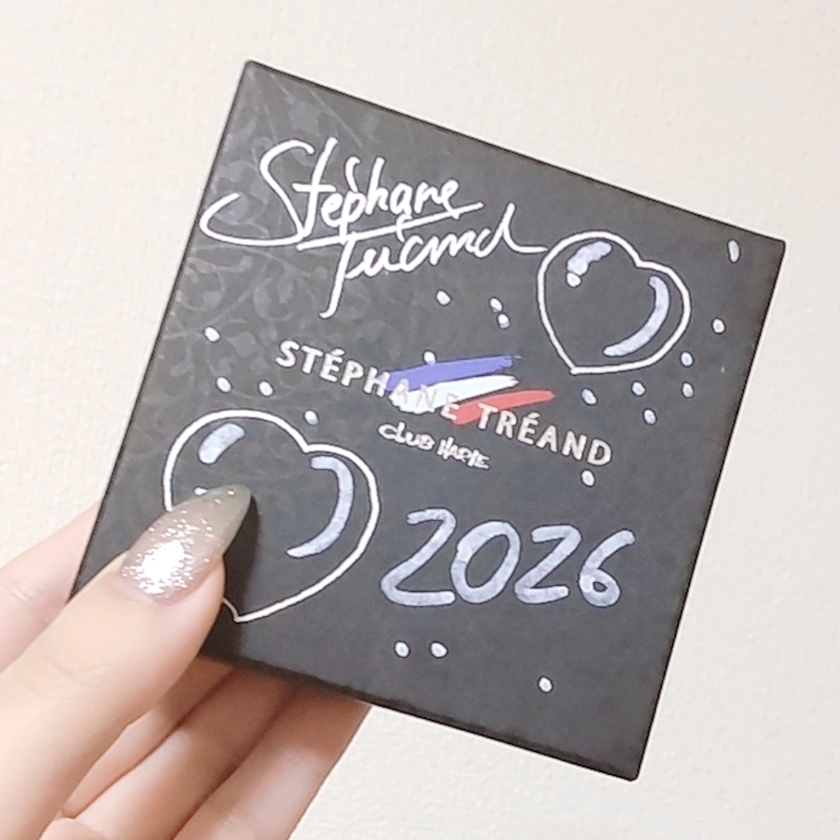 Stéphane
Tréand
STÉPHANE TRÉAND
CLUB HARIE
2026